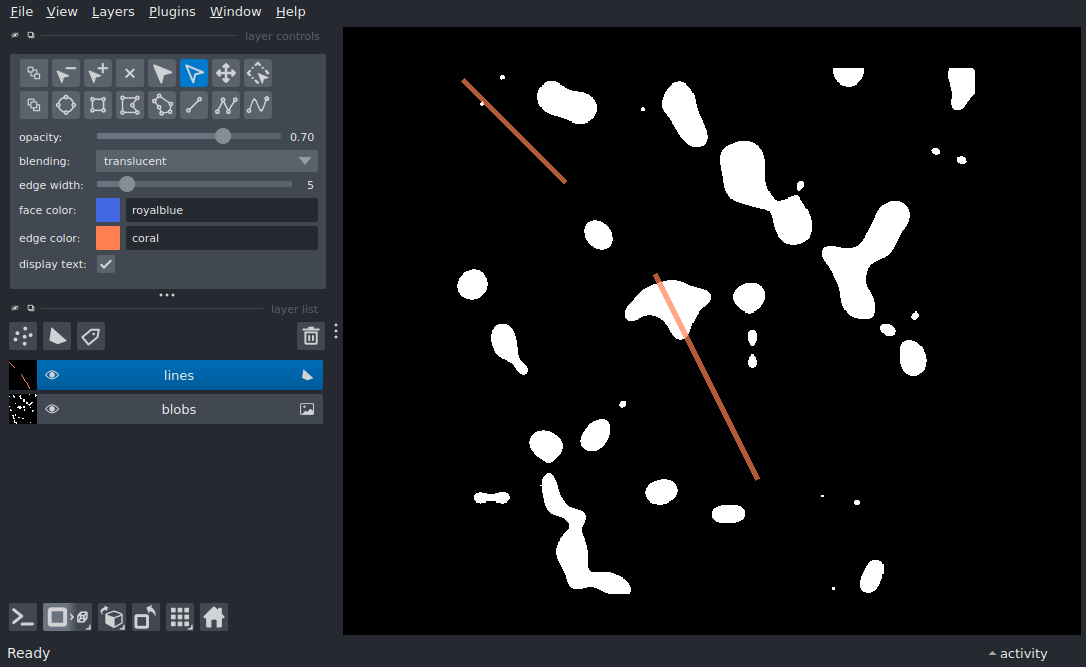 File View Layers Plugins Window Help
layer controls
opacity: 0.70
blending: translucent
edge width: 5
face color: royalblue
edge color: coral
display text:
layer list
lines
blobs
Ready
activity